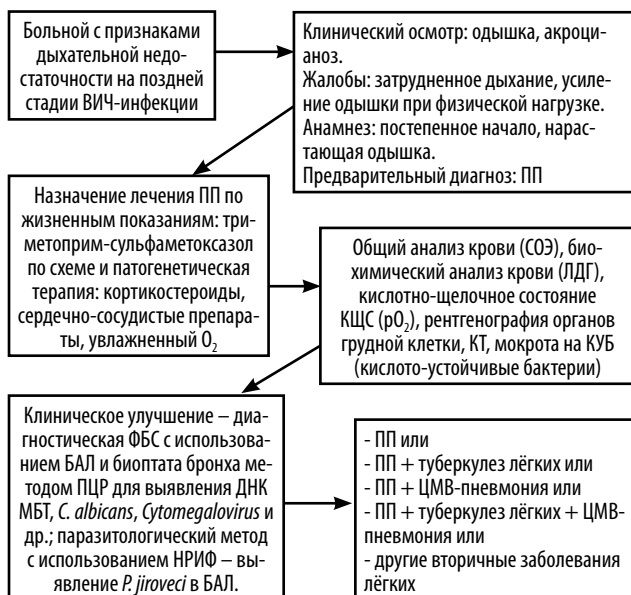 Больной с признаками
дыхательной недо-
статочности на поздней
стадии ВИЧ-инфекции
Клинический осмотр: одышка, акроци-
аноз.
Жалобы: затрудненное дыхание, усиле-
ние одышки при физической нагрузке.
Анамнез: постепенное начало, нарас-
тающая одышка.
Предварительный диагноз: ПП
Назначение лечения ПП по
жизненным показаниям: три-
метоприм-сульфаметоксазол
по схеме и патогенетическая
терапия: кортикостероиды,
сердечно-сосудистые препара-
ты, увлажненный O₂
Общий анализ крови (СОЭ), био-
химический анализ крови (ЛДГ),
кислотно-щелочное состояние
КЩС (pO₂), рентгенография органов
грудной клетки, КТ, мокрота на КУБ
(кислото-устойчивые бактерии)
Клиническое улучшение – диа-
гностическая ФБС с использова-
нием БАЛ и биоптата бронха ме-
тодом ПЦР для выявления ДНК
МБТ, C. albicans, Cytomegalovirus и
др.; паразитологический метод
с использованием НРИФ – вы-
явление P. jiroveci в БАЛ.
- ПП или
- ПП + туберкулез лёгких или
- ПП + ЦМВ-пневмония или
- ПП + туберкулез лёгких + ЦМВ-
пневмония или
- другие вторичные заболевания
лёгких